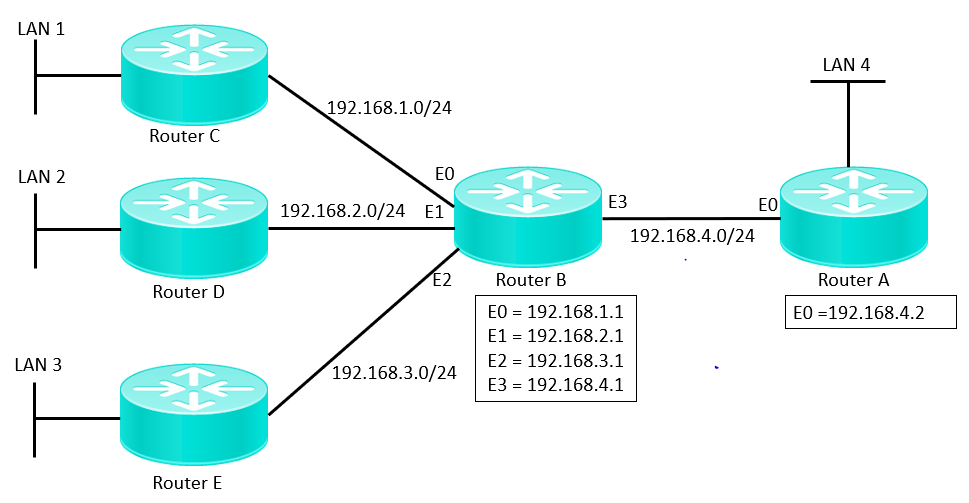 LAN 1
Router C
192.168.1.0/24
LAN 4
LAN 2
E0
192.168.2.0/24
E1
E3
E0
192.168.4.0/24
Router D
E2
Router B
Router A
E0 = 192.168.1.1
E1 = 192.168.2.1
E2 = 192.168.3.1
E3 = 192.168.4.1
E0 =192.168.4.2
LAN 3
192.168.3.0/24
Router E